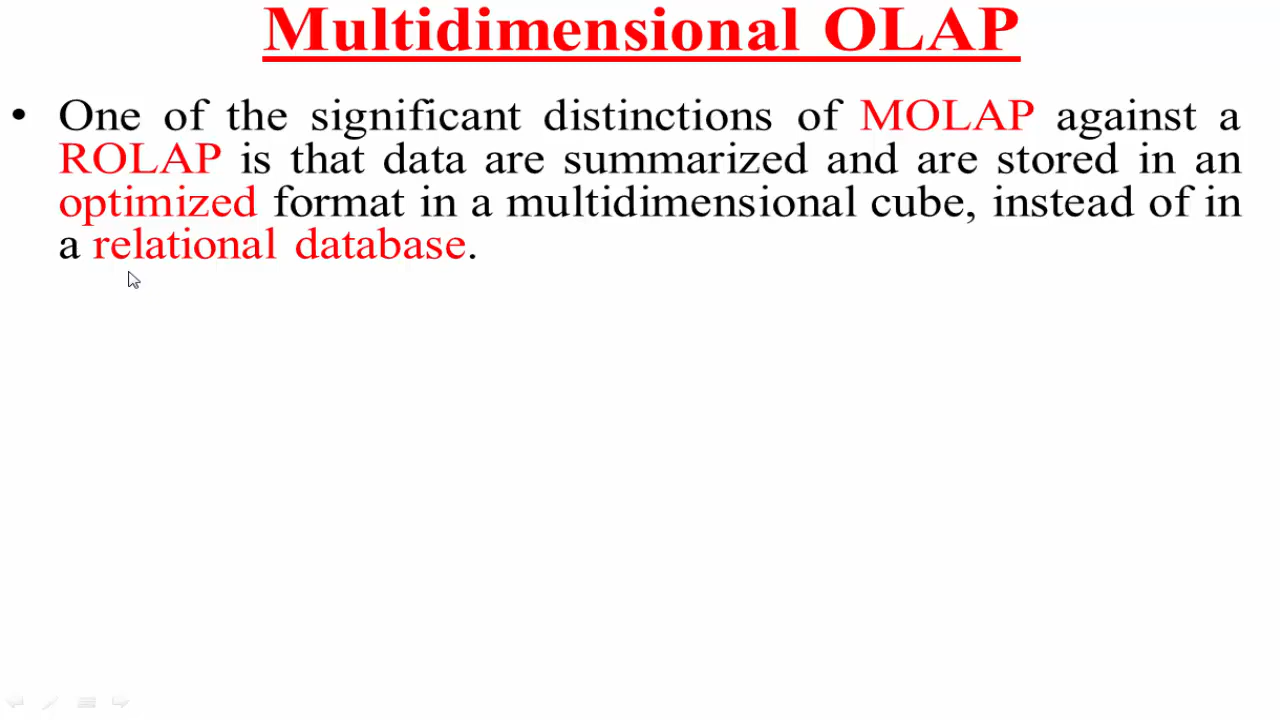 Multidimensional OLAP
• One of the significant distinctions of MOLAP against a
ROLAP is that data are summarized and are stored in an
optimized format in a multidimensional cube, instead of in
a relational database.